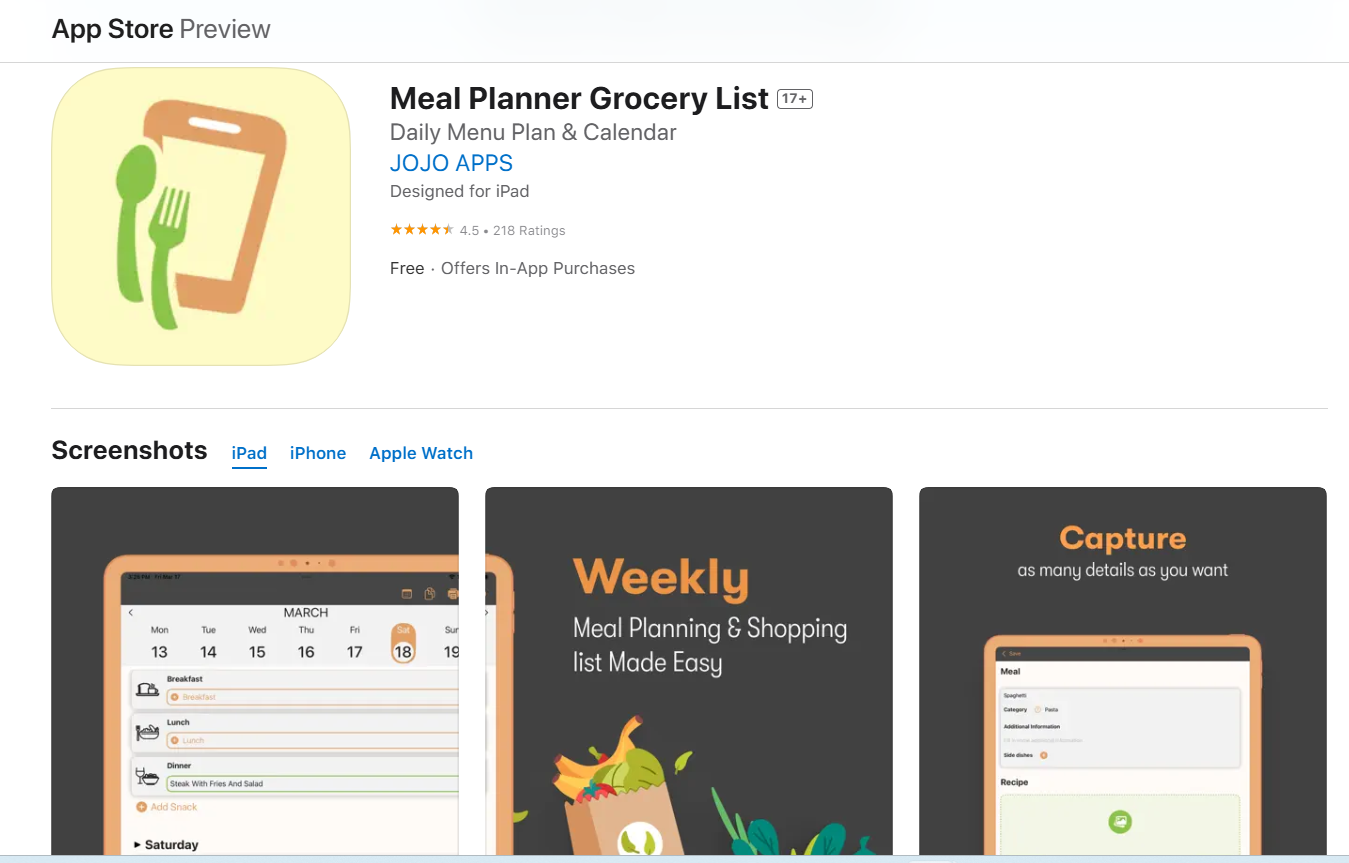 App Store Preview
Meal Planner Grocery List 17+
Daily Menu Plan & Calendar
JOJO APPS
Designed for iPad
4.5 • 218 Ratings
Free · Offers In-App Purchases
Screenshots iPad iPhone Apple Watch
MARCH
Mon Tue Wed Thu Fri Sat Sun
13 14 15 16 17 18 19
Breakfast
Breakfast
Lunch
Lunch
Dinner
Steak With Fries And Salad
Add Snack
Saturday
Weekly
Meal Planning & Shopping
list Made Easy
Capture
as many details as you want
Save
Meal
Spaghetti
Category Pasta
Additional Information
Side dishes
Recipe